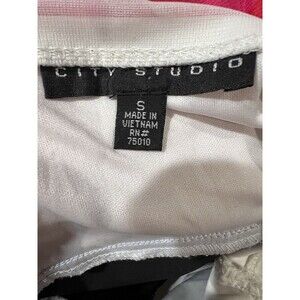 CITY STUDIO
S
MADE IN
VIETNAM
RN#
75010